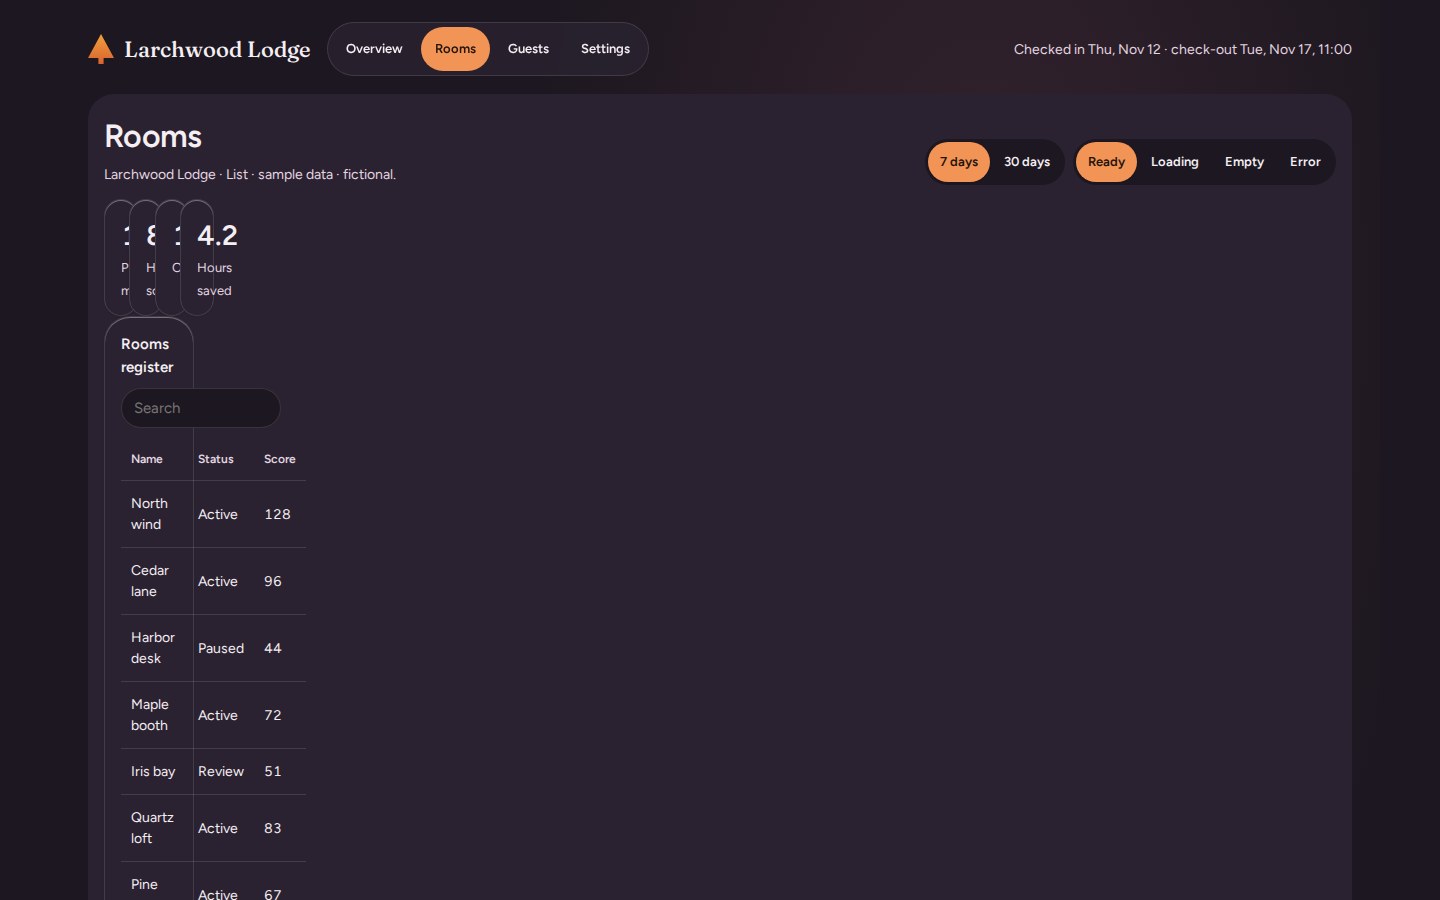 Larchwood Lodge
Overview
Rooms
Guests
Settings
Checked in Thu, Nov 12 · check-out Tue, Nov 17, 11:00
Rooms
Larchwood Lodge · List · sample data · fictional.
7 days
30 days
Ready
Loading
Empty
Error
4.2
Hours
saved
Rooms
register
Search
Name Status Score
North
wind
Active 128
Cedar
lane
Active 96
Harbor
desk
Paused 44
Maple
booth
Active 72
Iris bay Review 51
Quartz
loft
Active 83
Pine
Active 67